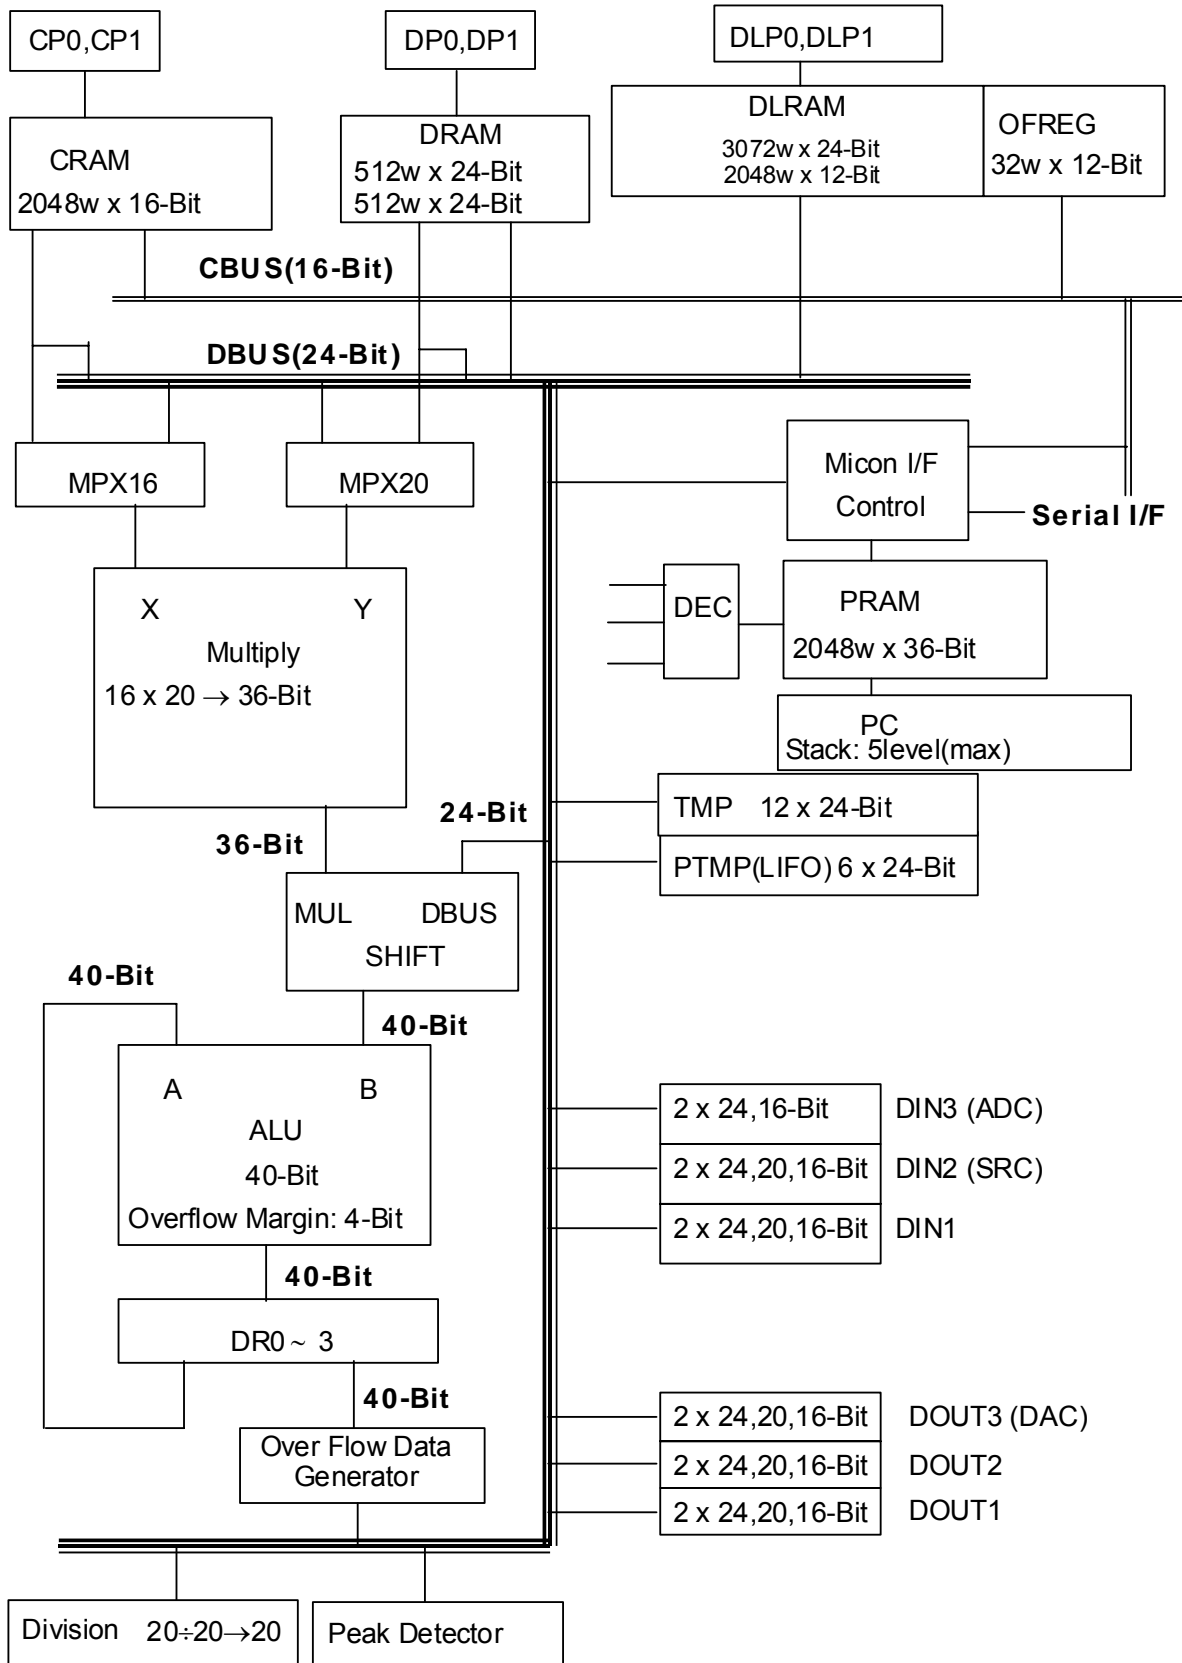 CP0,CP1
DP0,DP1
DLP0,DLP1
CRAM
2048w x 16-Bit
DRAM
512w x 24-Bit
512w x 24-Bit
DLRAM
3072w x 24-Bit
2048w x 12-Bit
OFREG
32w x 12-Bit
CBUS(16-Bit)
DBUS(24-Bit)
MPX16
MPX20
Micon I/F
Control
Serial I/F
X
Y
Multiply
16 x 20 → 36-Bit
DEC
PRAM
2048w x 36-Bit
PC
Stack: 5level(max)
TMP 12 x 24-Bit
PTMP(LIFO) 6 x 24-Bit
24-Bit
36-Bit
MUL
DBUS
SHIFT
40-Bit
40-Bit
A
B
ALU
40-Bit
Overflow Margin: 4-Bit
2 x 24,16-Bit DIN3 (ADC)
2 x 24,20,16-Bit DIN2 (SRC)
2 x 24,20,16-Bit DIN1
40-Bit
DR0 ~ 3
40-Bit
Over Flow Data
Generator
2 x 24,20,16-Bit DOUT3 (DAC)
2 x 24,20,16-Bit DOUT2
2 x 24,20,16-Bit DOUT1
Division 20÷20→20
Peak Detector